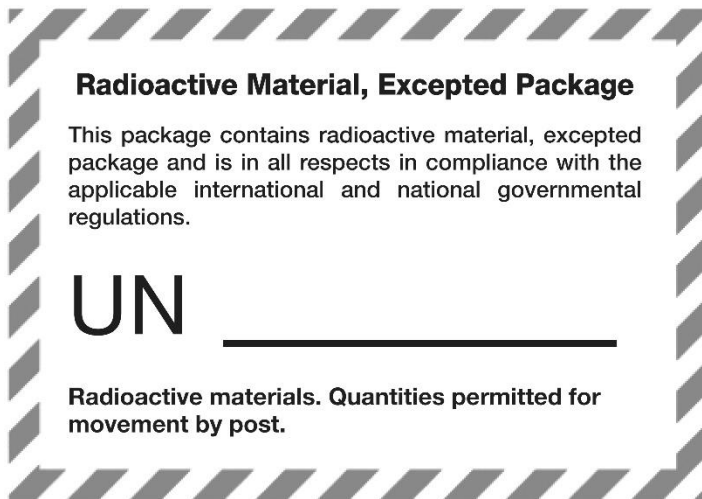 Radioactive Material, Excepted Package
This package contains radioactive material, excepted
package and is in all respects in compliance with the
applicable international and national governmental
regulations.
UN
Radioactive materials. Quantities permitted for
movement by post.